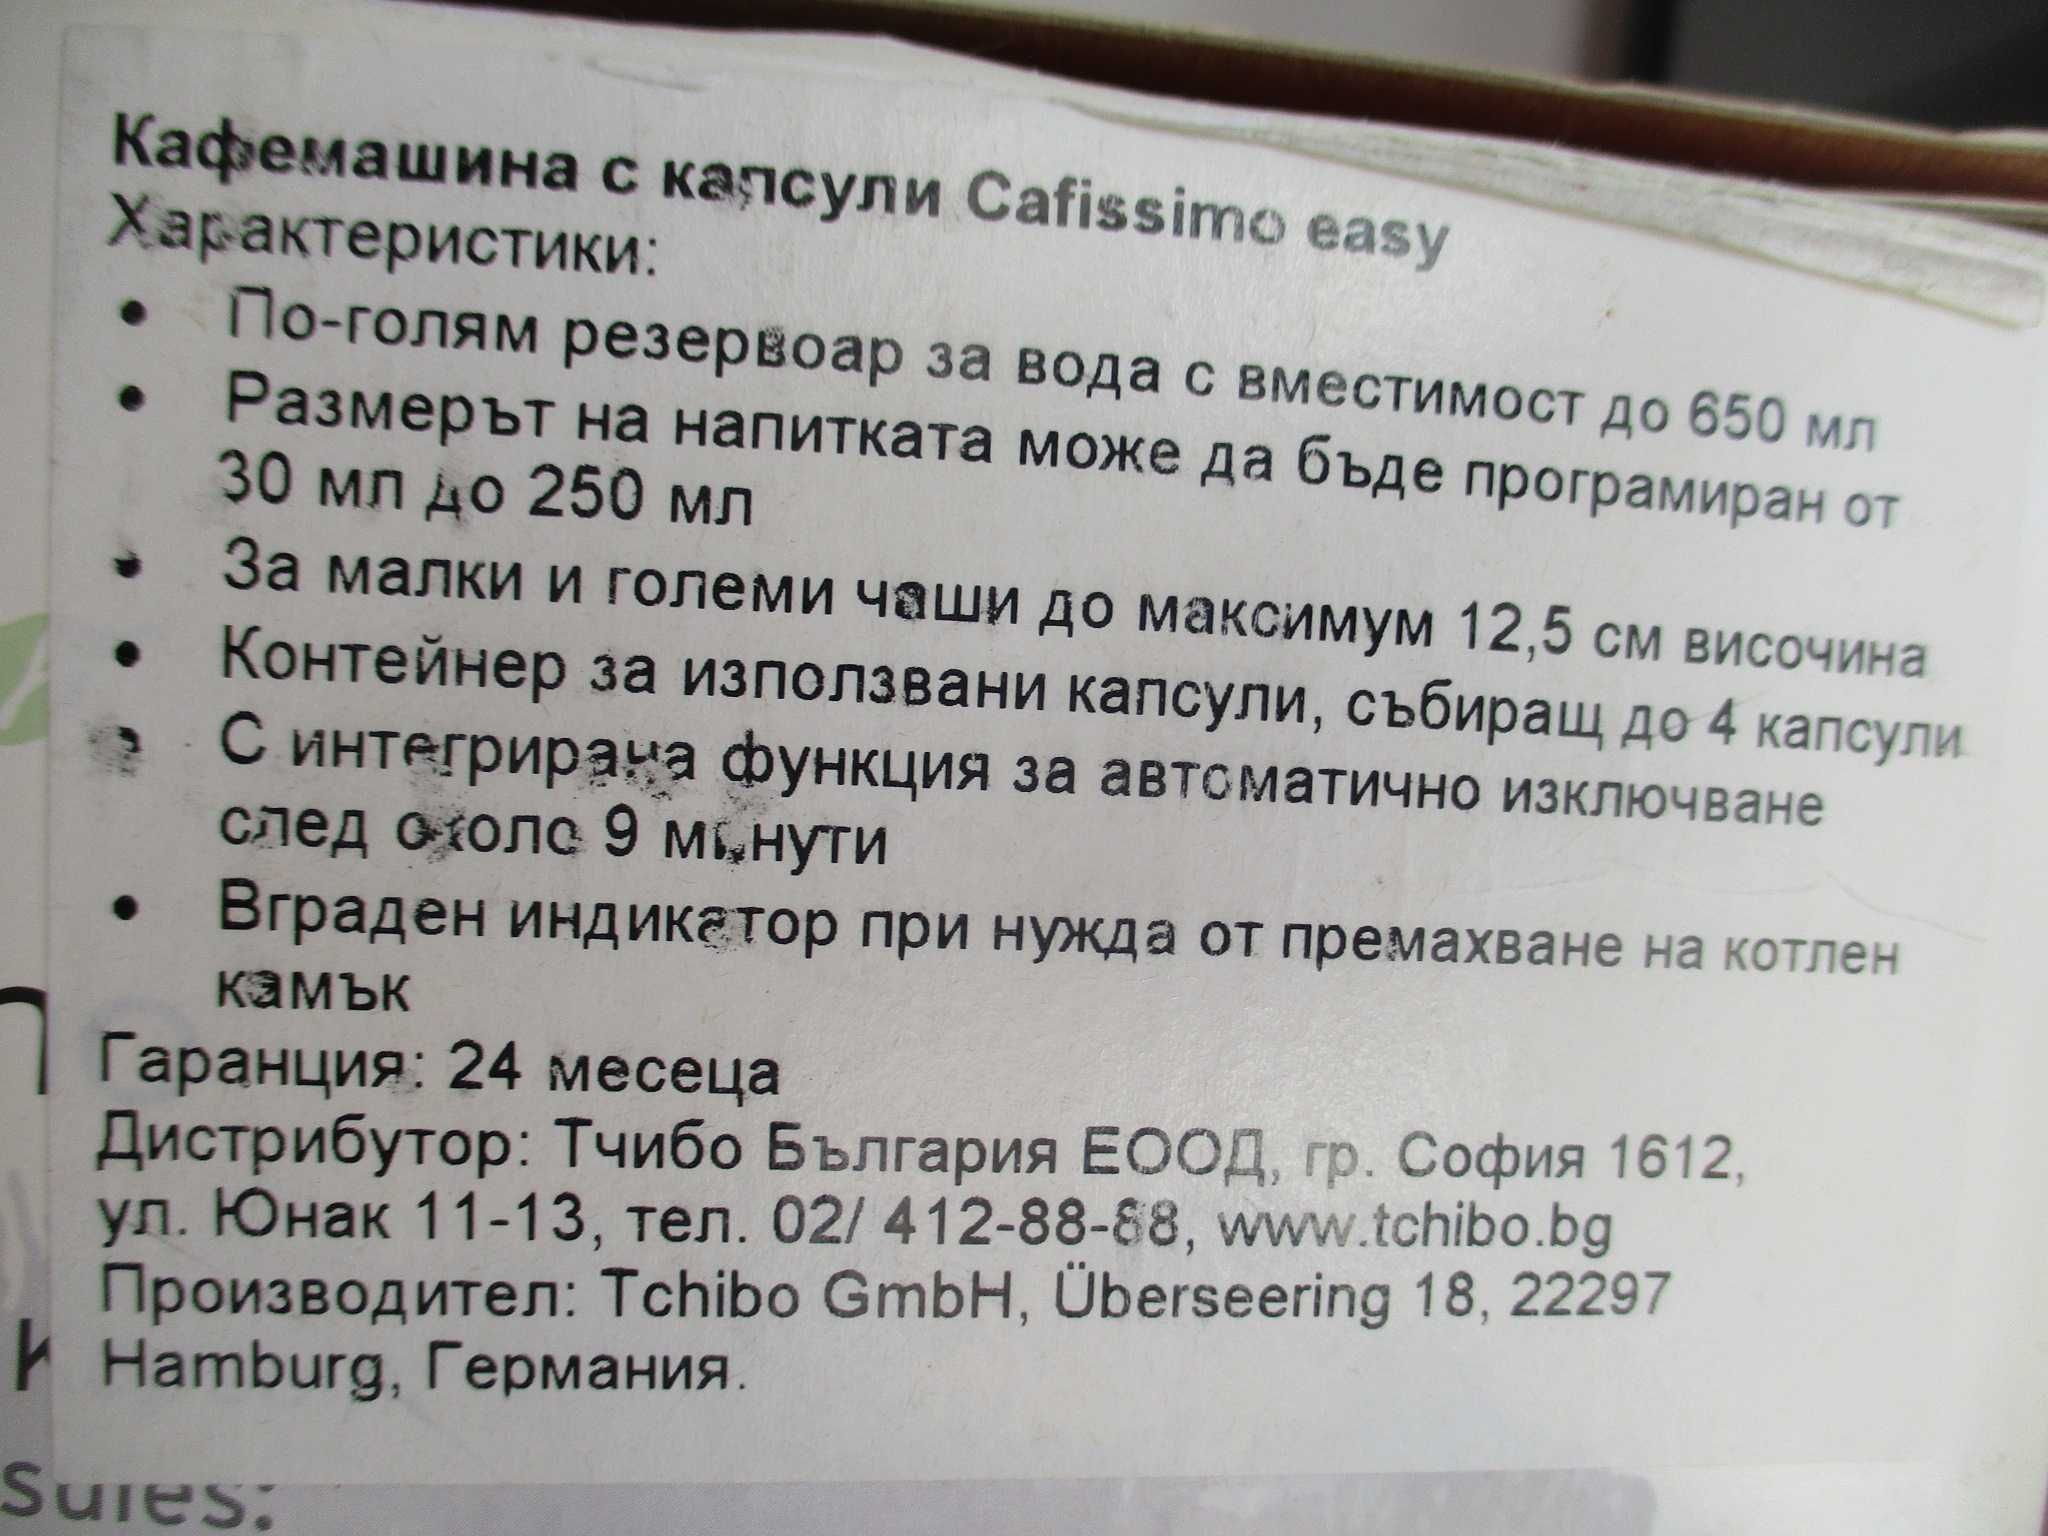 Кафемашина с капсули Cafissimo easy
Характеристики:
• По-голям резервоар за вода с вместимост до 650 мл
• Размерът на напитката може да бъде програмиран от
30 мл до 250 мл
• За малки и големи чаши до максимум 12,5 см височина
• Контейнер за използвани капсули, събиращ до 4 капсули
• С интегрирана функция за автоматично изключване
след около 9 минути
• Вграден индикатор при нужда от премахване на котлен
камък
Гаранция: 24 месеца
Дистрибутор: Тчибо България ЕООД, гр. София 1612,
ул. Юнак 11-13, тел. 02/ 412-88-88, www.tchibo.bg
Производител: Tchibo GmbH, Überseering 18, 22297
Hamburg, Германия.